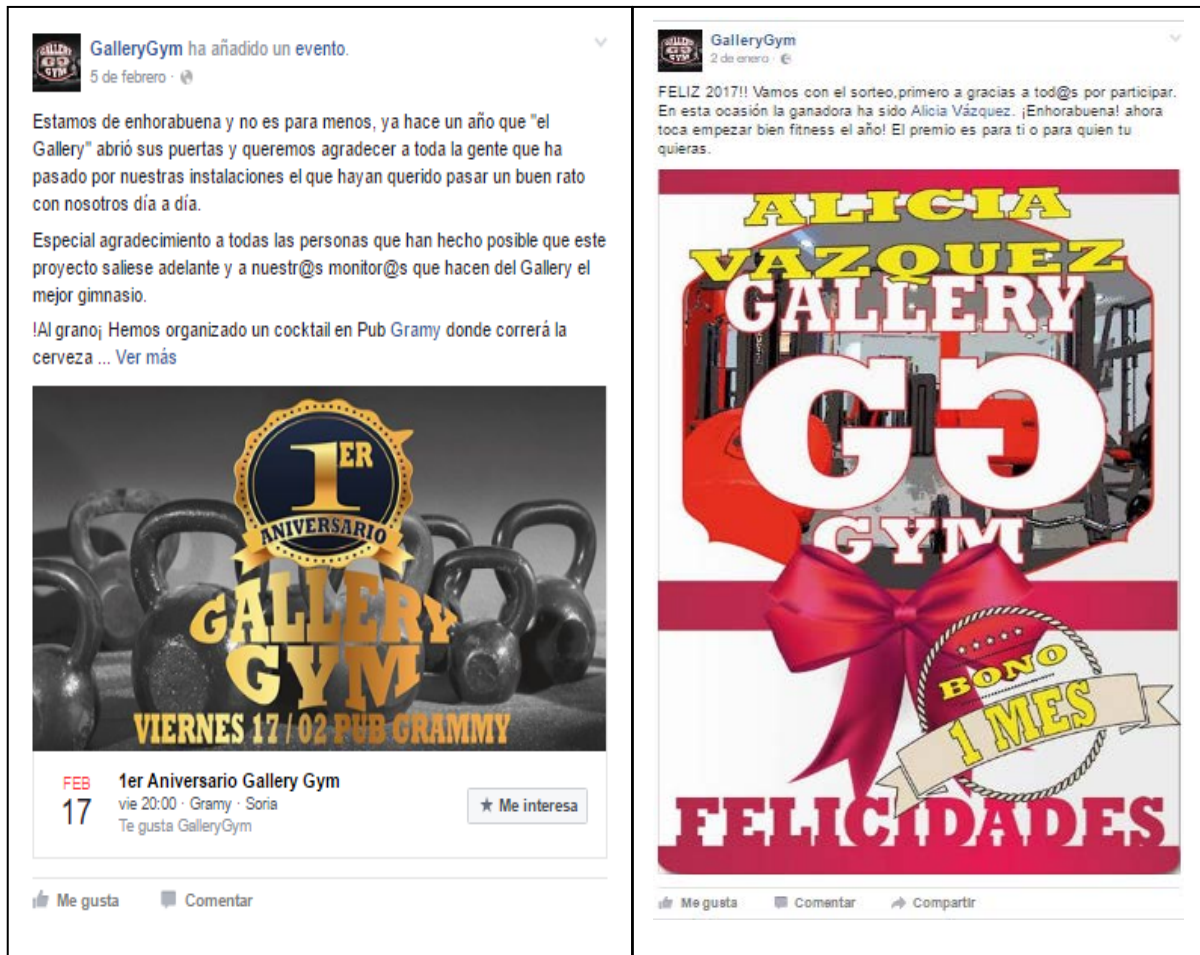 GalleryGym ha añadido un evento.
5 de febrero ·
Estamos de enhorabuena y no es para menos, ya hace un año que "el
Gallery" abrió sus puertas y queremos agradecer a toda la gente que ha
pasado por nuestras instalaciones el que hayan querido pasar un buen rato
con nosotros día a día.
Especial agradecimiento a todas las personas que han hecho posible que este
proyecto saliese adelante y a nuestr@s monitor@s que hacen del Gallery el
mejor gimnasio.
!Al grano¡ Hemos organizado un cocktail en Pub Gramy donde correrá la
cerveza ... Ver más
1ER
ANIVERSARIO
GALLERY
GYM
VIERNES 17/02 PUB GRAMMY
FEB
17
1er Aniversario Gallery Gym
vie 20:00 · Gramy · Soria
Te gusta GalleryGym
★ Me interesa
Me gusta
Comentar
GALLERY
GG
GYM
GalleryGym
2 de enero ·
FELIZ 2017!! Vamos con el sorteo,primero a gracias a tod@s por participar.
En esta ocasión la ganadora ha sido Alicia Vázquez. ¡Enhorabuena! ahora
toca empezar bien fitness el año! El premio es para ti o para quien tu
quieras.
ALICIA
VAZQUEZ
GALLERY
GG
GYM
BONO
1 MES
FELICIDADES
Me gusta
Comentar
Compartir